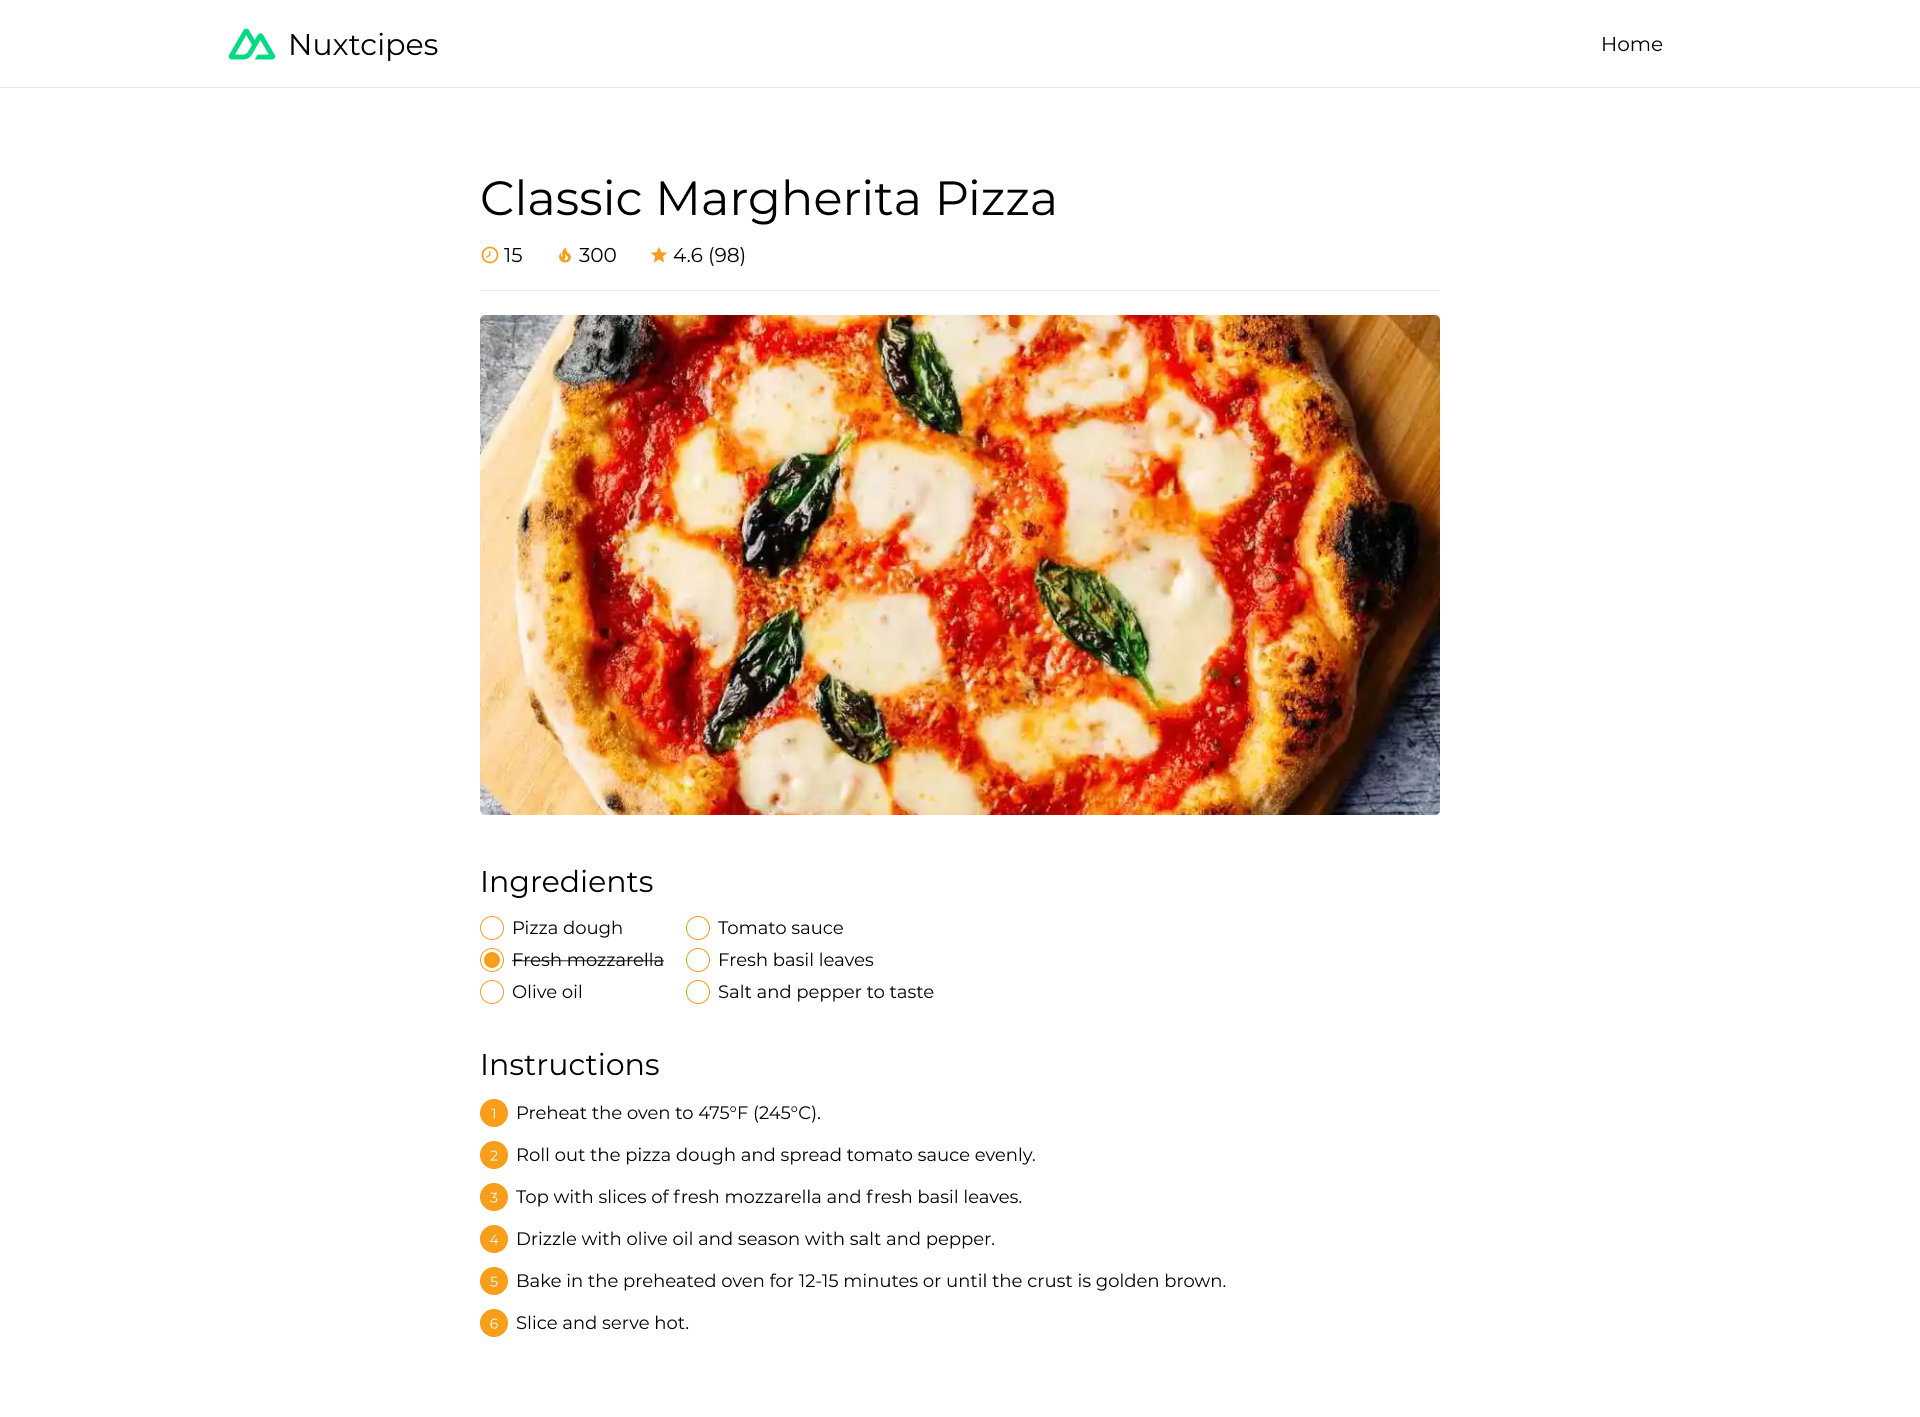 Nuxtcipes
Home
Classic Margherita Pizza
15 300 4.6 (98)
Ingredients
Pizza dough Tomato sauce
Fresh mozzarella Fresh basil leaves
Olive oil Salt and pepper to taste
Instructions
1 Preheat the oven to 475°F (245°C).
2 Roll out the pizza dough and spread tomato sauce evenly.
3 Top with slices of fresh mozzarella and fresh basil leaves.
4 Drizzle with olive oil and season with salt and pepper.
5 Bake in the preheated oven for 12-15 minutes or until the crust is golden brown.
6 Slice and serve hot.